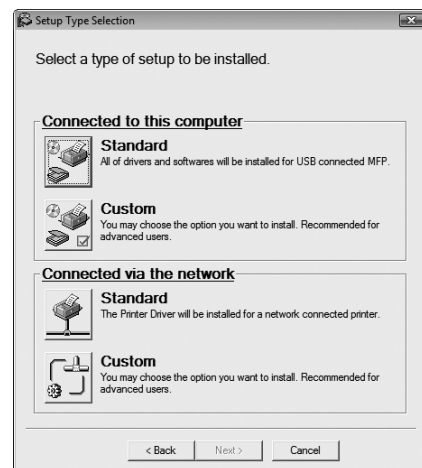 Setup Type Selection
Select a type of setup to be installed.
Connected to this computer
Standard
All of drivers and softwares will be installed for USB connected MFP.
Custom
You may choose the option you want to install. Recommended for
advanced users.
Connected via the network
Standard
The Printer Driver will be installed for a network connected printer.
Custom
You may choose the option you want to install. Recommended for
advanced users.
< Back Next > Cancel